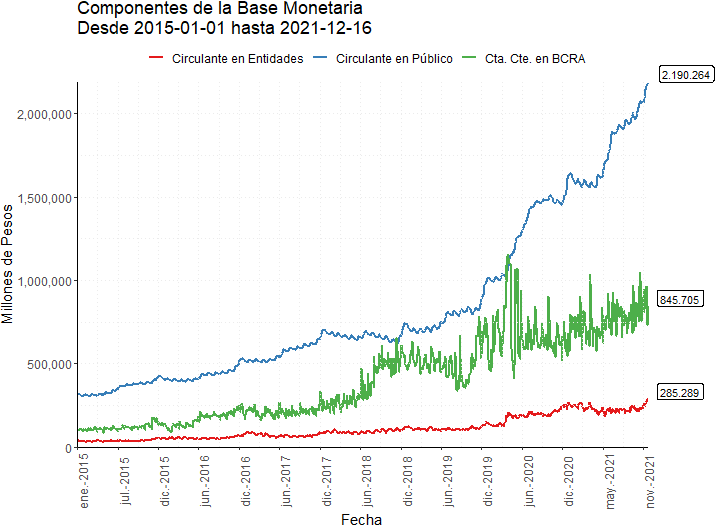 Componentes de la Base Monetaria
Desde 2015-01-01 hasta 2021-12-16
Circulante en Entidades Circulante en Público Cta. Cte. en BCRA
2.190.264
2,000,000
1,500,000
1,000,000
845.705
500,000
285.289
0
Millones de Pesos
ene.-2015
jul.-2015
dic.-2015
jun.-2016
dic.-2016
jun.-2017
dic.-2017
jun.-2018
dic.-2018
jun.-2019
dic.-2019
jun.-2020
dic.-2020
may.-2021
nov.-2021
Fecha